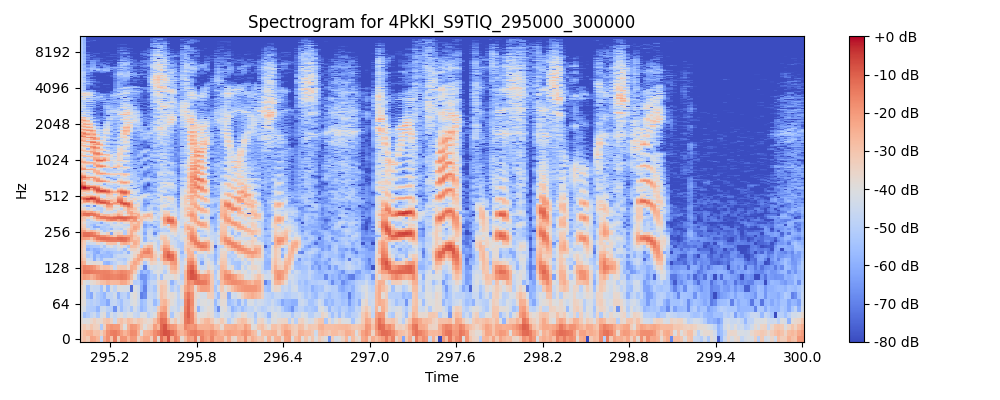 Spectrogram for 4PkKI_S9TIQ_295000_300000
Hz
8192
4096
2048
1024
512
256
128
64
0
295.2 295.8 296.4 297.0 297.6 298.2 298.8 299.4 300.0
Time
+0 dB
-10 dB
-20 dB
-30 dB
-40 dB
-50 dB
-60 dB
-70 dB
-80 dB